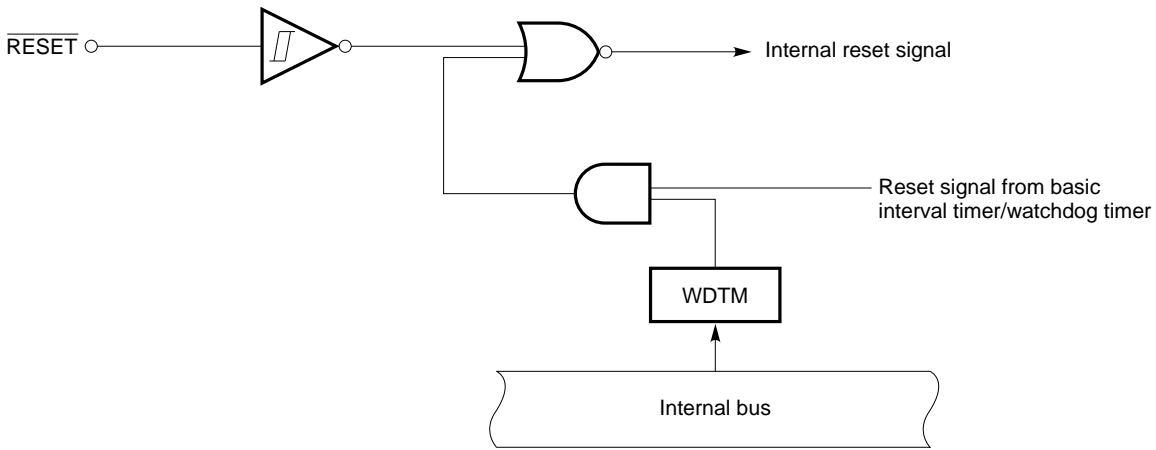 RESET
Internal reset signal
Reset signal from basic
interval timer/watchdog timer
WDTM
Internal bus